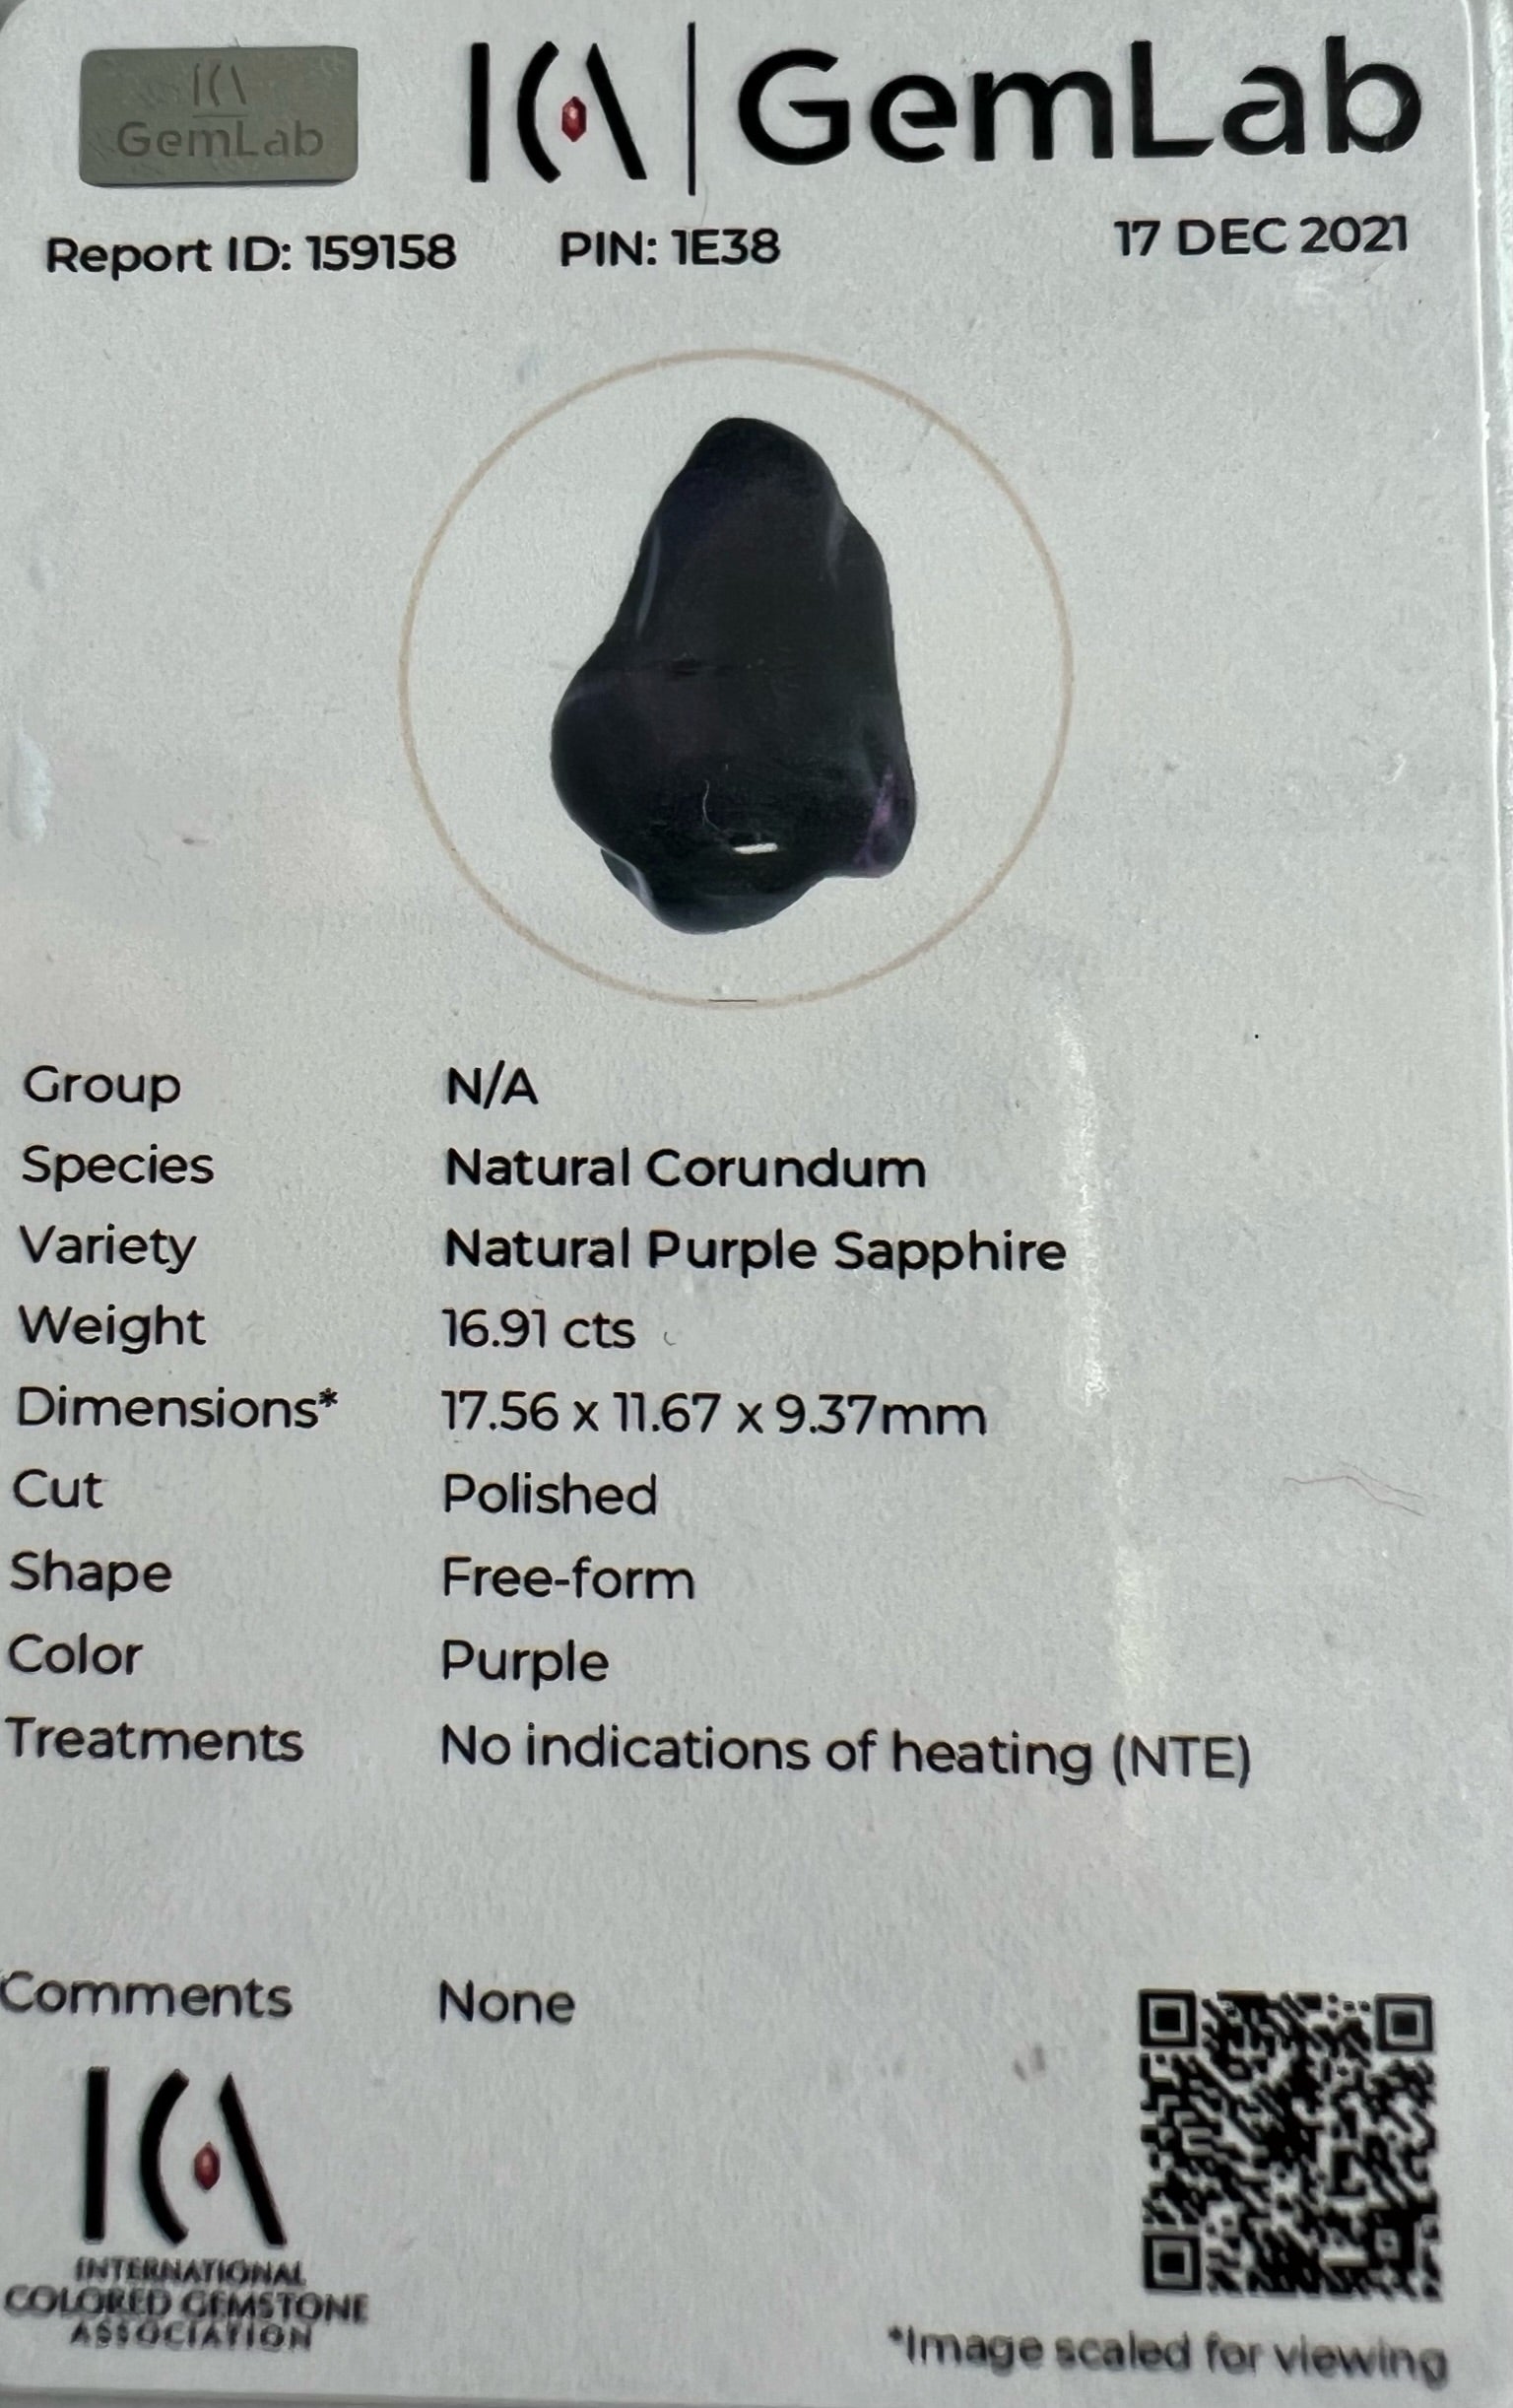 ICA
GemLab
ICA | GemLab
Report ID: 159158 PIN: 1E38 17 DEC 2021
Group N/A
Species Natural Corundum
Variety Natural Purple Sapphire
Weight 16.91 cts
Dimensions* 17.56 x 11.67 x 9.37mm
Cut Polished
Shape Free-form
Color Purple
Treatments No indications of heating (NTE)
Comments None
ICA
INTERNATIONAL
COLORED GEMSTONE
ASSOCIATION
*Image scaled for viewing